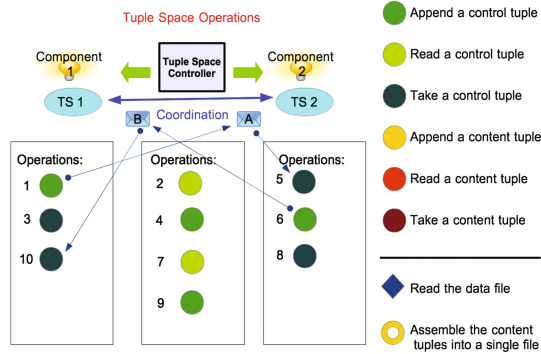 Tuple Space Operations
Component
1
Tuple Space
Controller
Component
2
TS 1
TS 2
B
Coordination
A
Operations:
1
3
10
Operations:
2
4
7
9
Operations:
5
6
8
Append a control tuple
Read a control tuple
Take a control tuple
Append a content tuple
Read a content tuple
Take a content tuple
Read the data file
Assemble the content
tuples into a single file